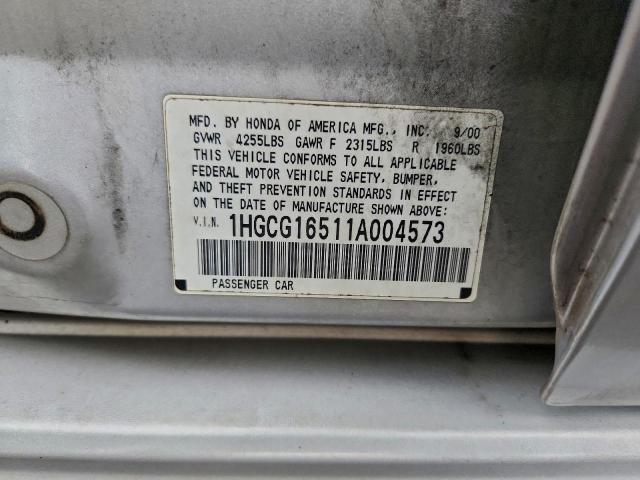 MFD. BY HONDA OF AMERICA MFG., INC. 9/00
GVWR 4255LBS GAWR F 2315LBS R 1960LBS
THIS VEHICLE CONFORMS TO ALL APPLICABLE
FEDERAL MOTOR VEHICLE SAFETY, BUMPER,
AND THEFT PREVENTION STANDARDS IN EFFECT
ON THE DATE OF MANUFACTURE SHOWN ABOVE:
V.I.N. 1HGCG16511A004573
PASSENGER CAR